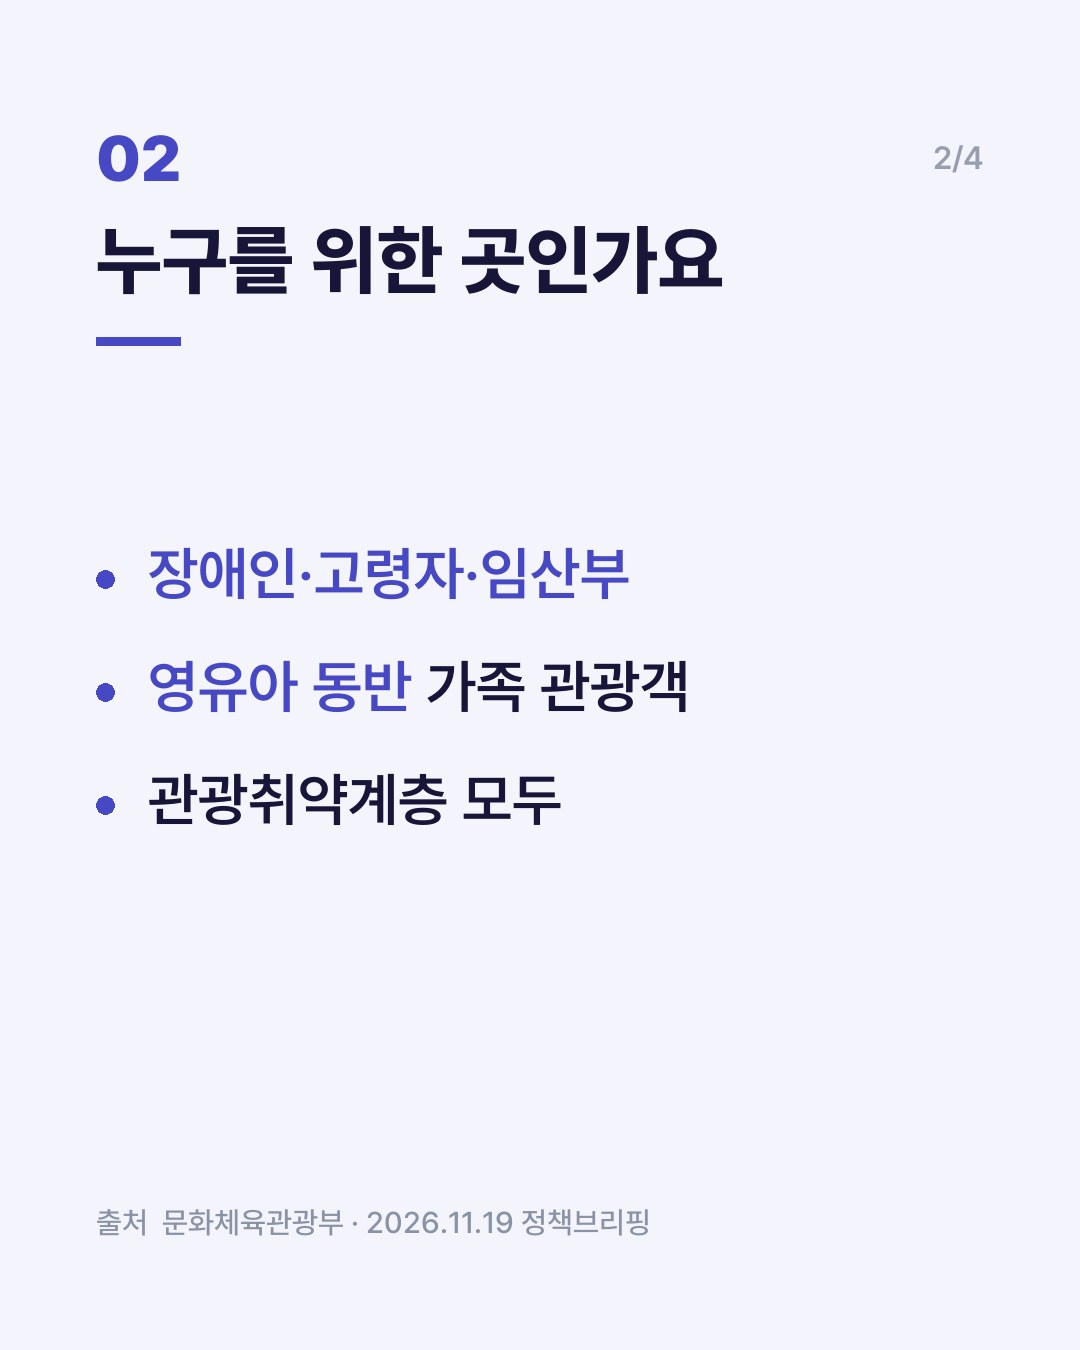 02
2/4
누구를 위한 곳인가요
장애인·고령자·임산부
영유아 동반 가족 관광객
관광취약계층 모두
출처 문화체육관광부 · 2026.11.19 정책브리핑